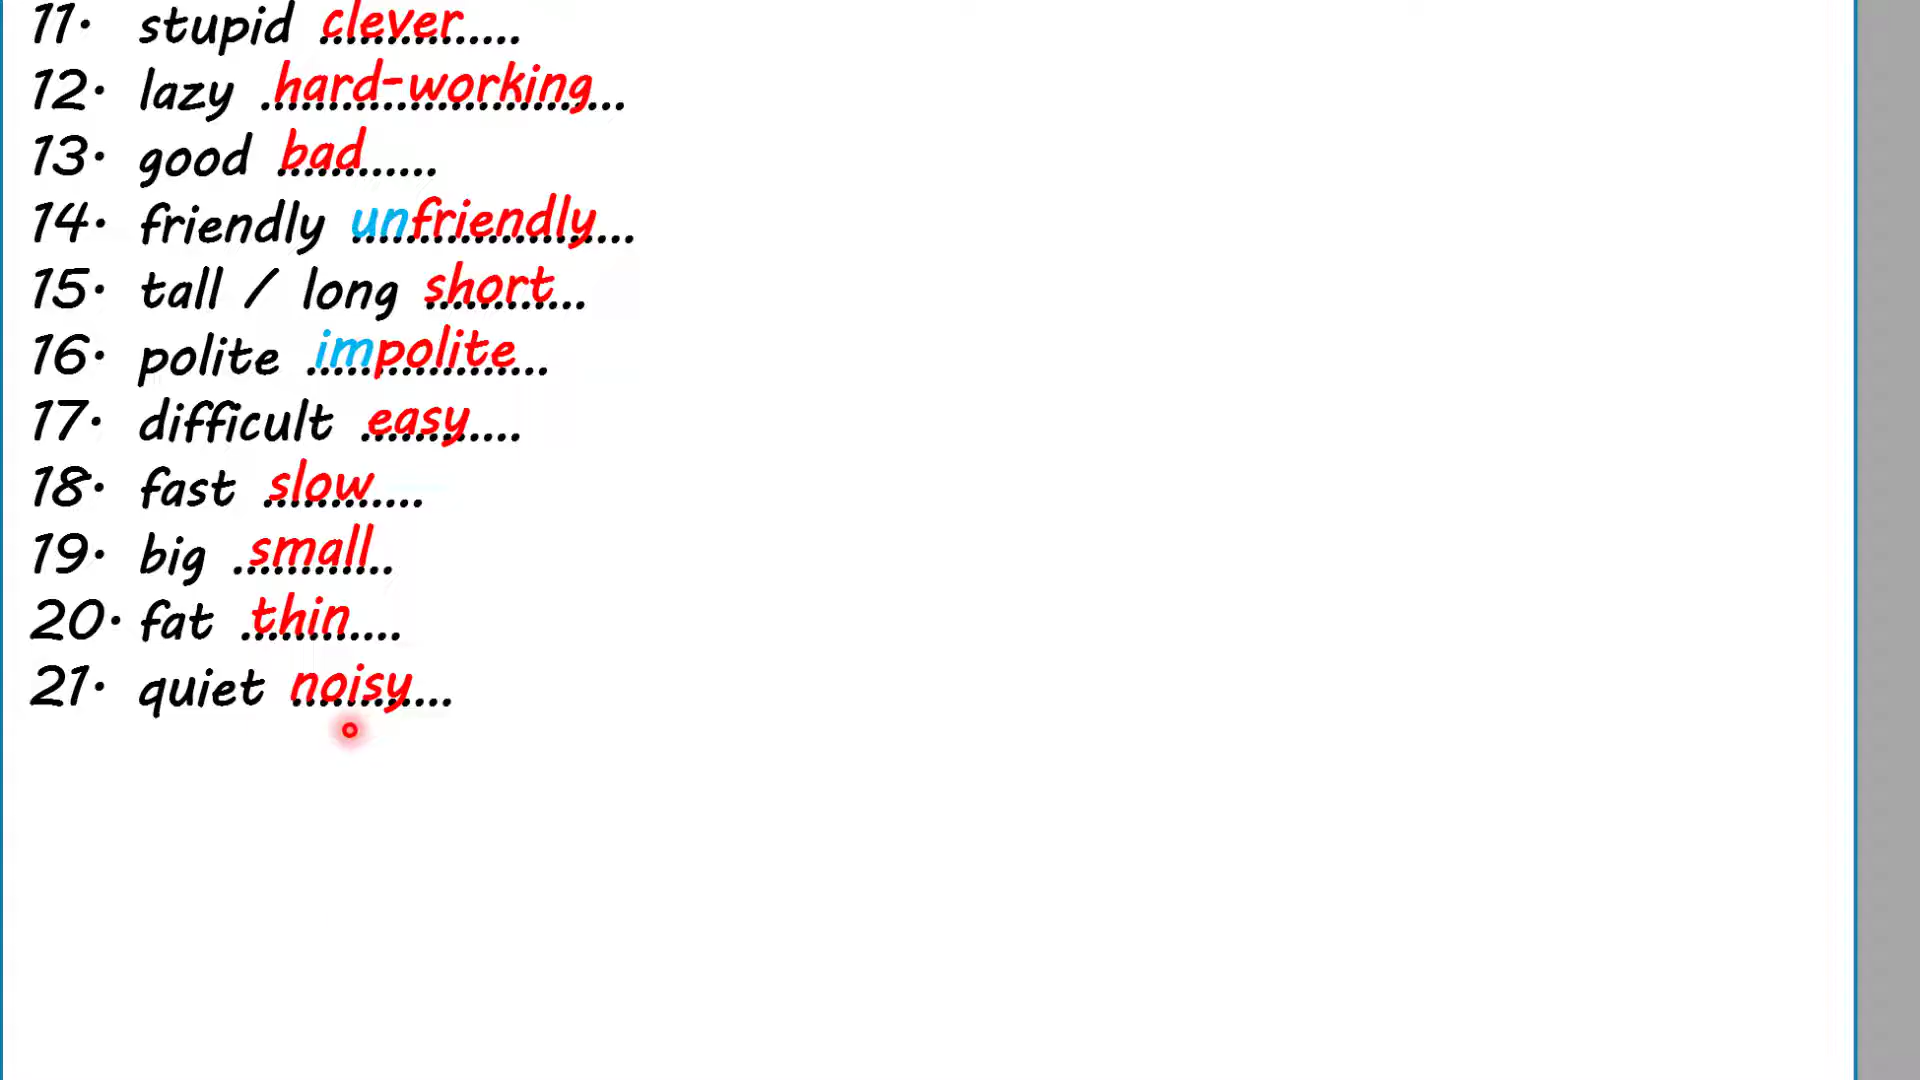 11. stupid clever.....
12. lazy .hard-working...
13. good bad......
14. friendly unfriendly...
15. tall / long short...
16. polite impolite...
17. difficult easy....
18. fast slow....
19. big .small..
20. fat .thin....
21. quiet noisy...